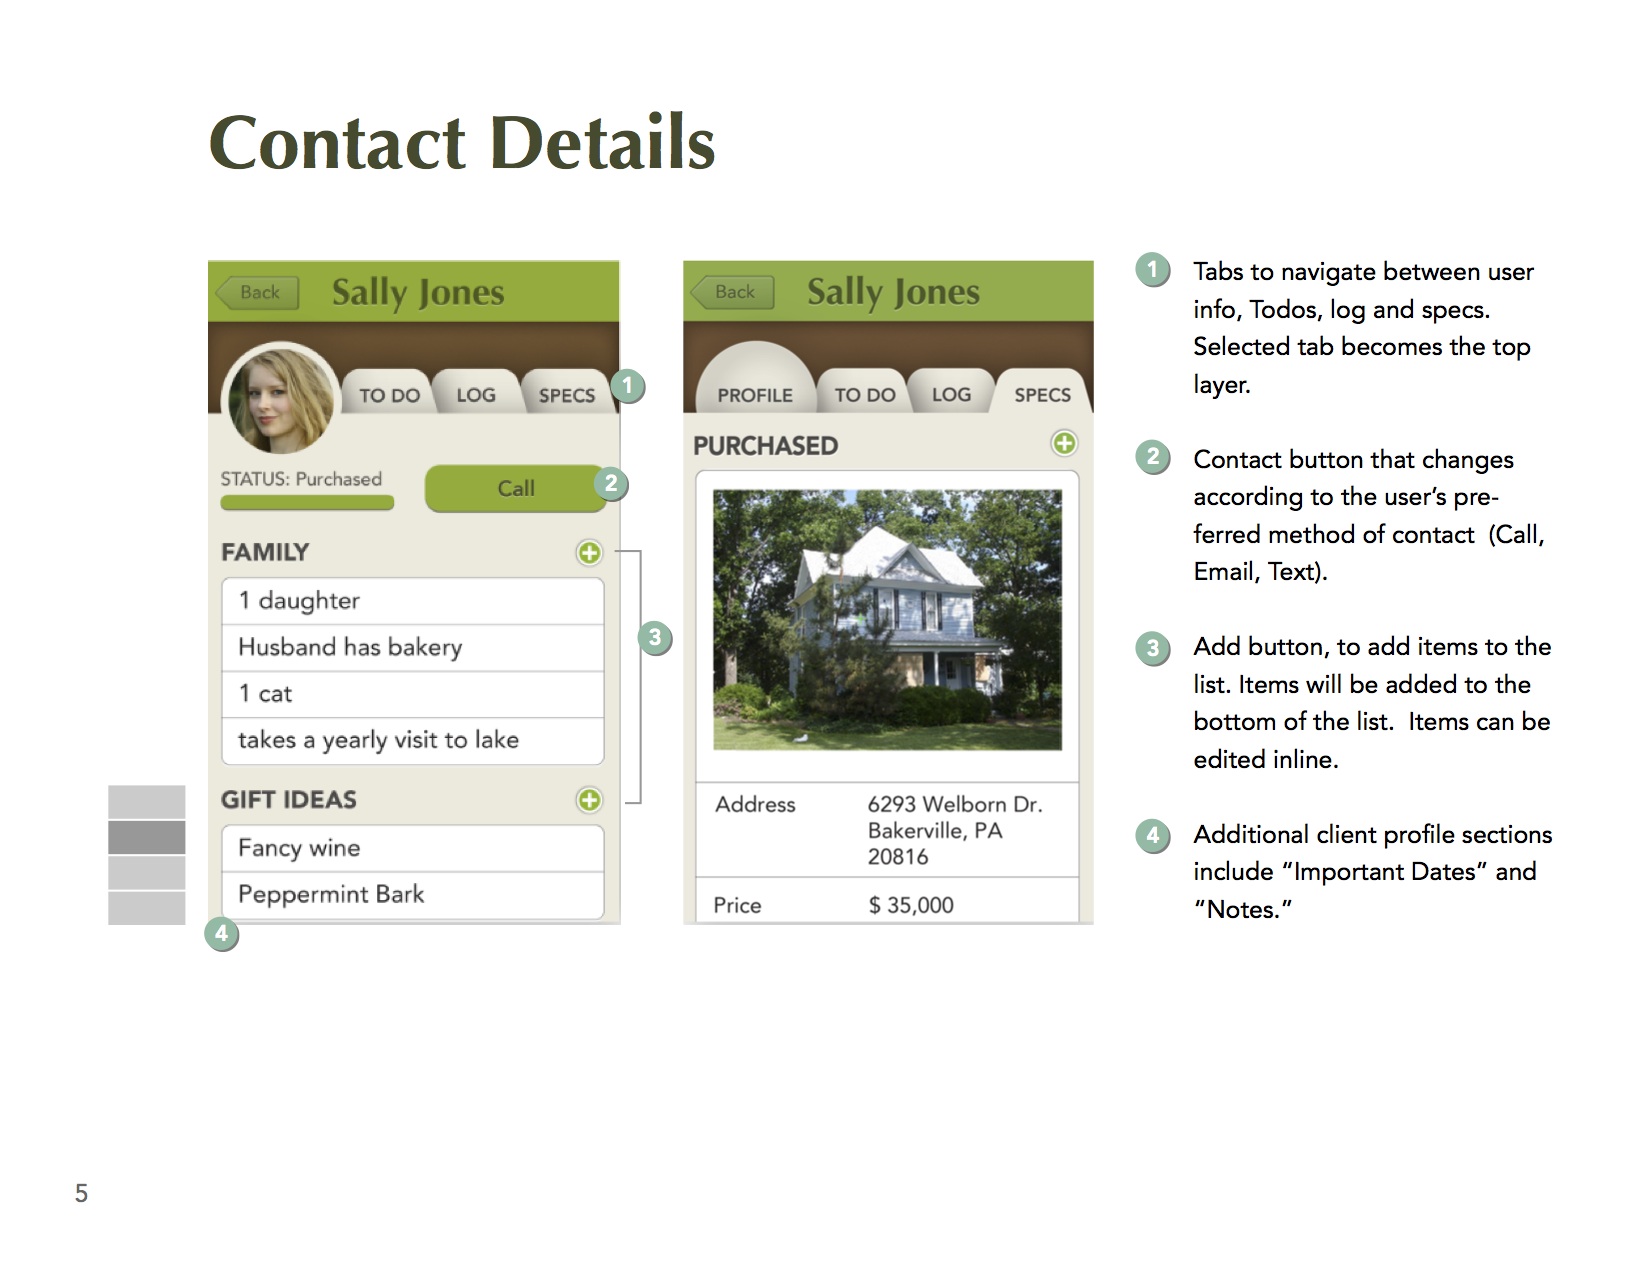 Contact Details
Back
Sally Jones
TO DO
LOG
SPECS
1
STATUS: Purchased
Call
2
FAMILY
1 daughter
Husband has bakery
1 cat
takes a yearly visit to lake
3
GIFT IDEAS
Fancy wine
Peppermint Bark
4
Back
Sally Jones
PROFILE
TO DO
LOG
SPECS
PURCHASED
Address
6293 Welborn Dr.
Bakerville, PA
20816
Price
$ 35,000
1
Tabs to navigate between user
info, Todos, log and specs.
Selected tab becomes the top
layer.
2
Contact button that changes
according to the user’s pre-
ferred method of contact  (Call,
Email, Text).
3
Add button, to add items to the
list. Items will be added to the
bottom of the list.  Items can be
edited inline.
4
Additional client profile sections
include “Important Dates” and
“Notes.”
5